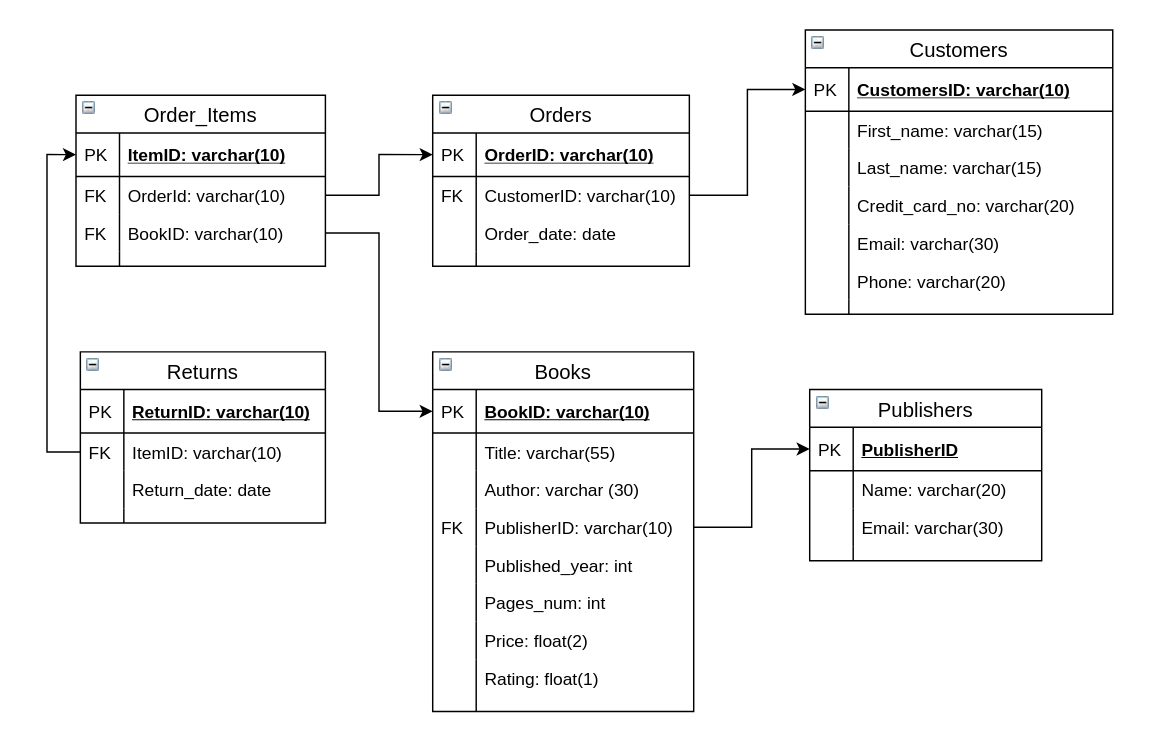 Order_Items
PK ItemID: varchar(10)
FK OrderId: varchar(10)
FK BookID: varchar(10)
Orders
PK OrderID: varchar(10)
FK CustomerID: varchar(10)
Order_date: date
Customers
PK CustomersID: varchar(10)
First_name: varchar(15)
Last_name: varchar(15)
Credit_card_no: varchar(20)
Email: varchar(30)
Phone: varchar(20)
Returns
PK ReturnID: varchar(10)
FK ItemID: varchar(10)
Return_date: date
Books
PK BookID: varchar(10)
Title: varchar(55)
Author: varchar (30)
FK PublisherID: varchar(10)
Published_year: int
Pages_num: int
Price: float(2)
Rating: float(1)
Publishers
PK PublisherID
Name: varchar(20)
Email: varchar(30)